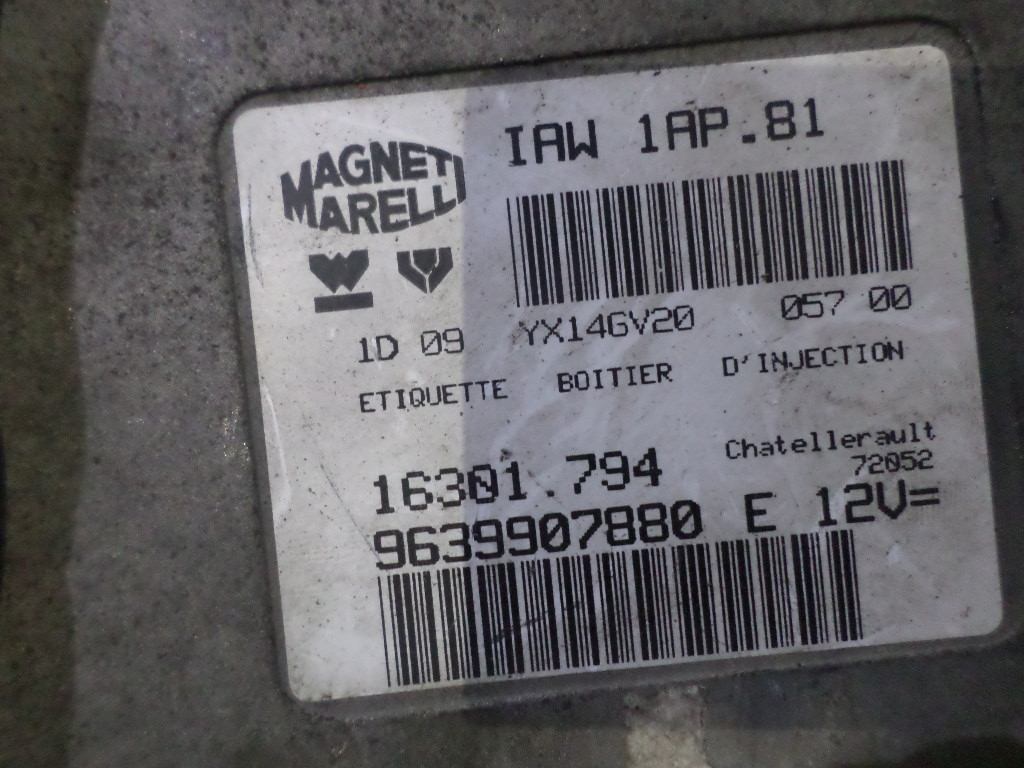 MAGNETI
MARELLI
IAW 1AP.81
1D 09 YX14GV20 057 00
ETIQUETTE BOITIER D'INJECTION
Chatellerault
72052
16301.794
9639907880 E 12V=